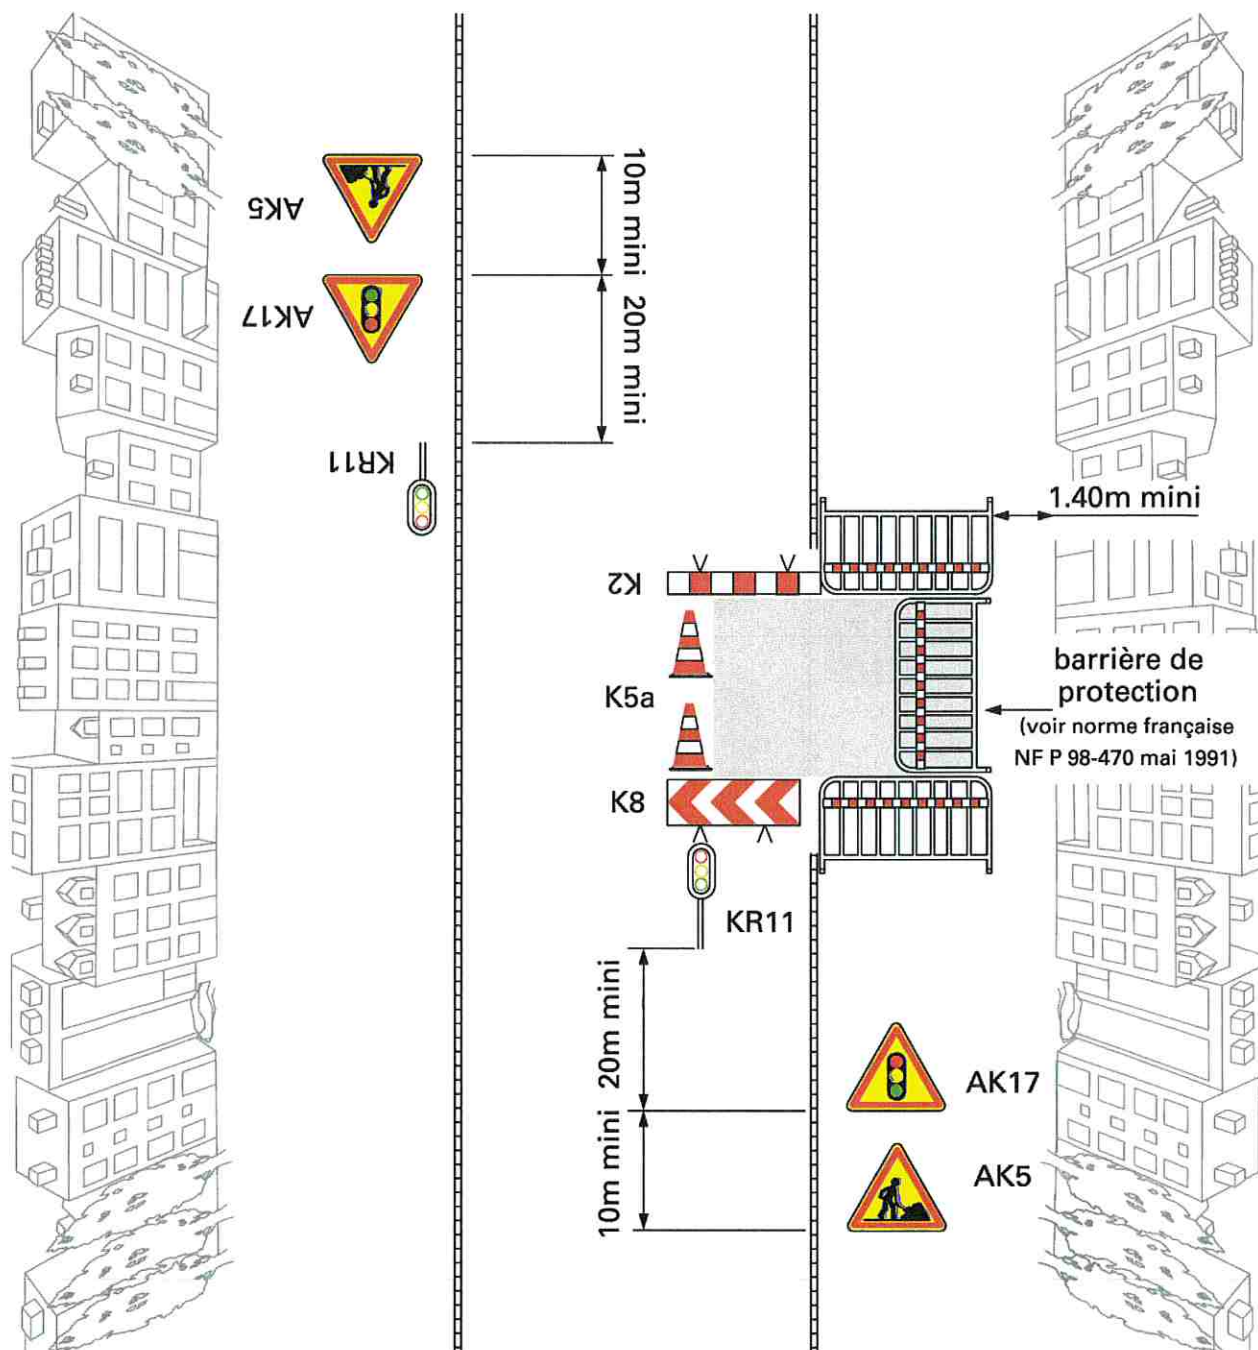 AK5
10m mini
AK17
20m mini
KR11
1.40m mini
K2
K5a
barrière de
protection
(voir norme française
NF P 98-470 mai 1991)
K8
KR11
20m mini
AK17
10m mini
AK5